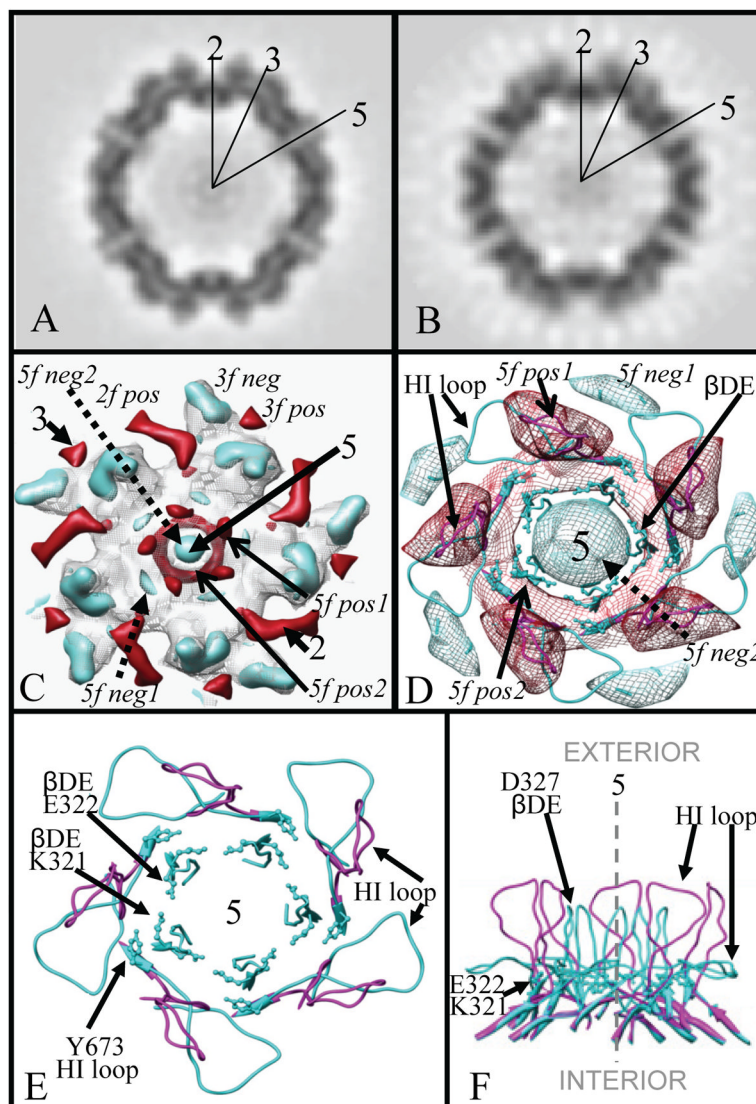 2
3
5
A
2
3
5
B
5f neg2
2f pos
3f neg
3f pos
3
5
5f pos1
2
5f neg1
5f pos2
C
HI loop
5f pos1
5f neg1
βDE
5
5f pos2
5f neg2
D
βDE
E322
βDE
K321
5
HI loop
Y673
HI loop
E
EXTERIOR
D327
βDE
5
HI loop
E322
K321
INTERIOR
F